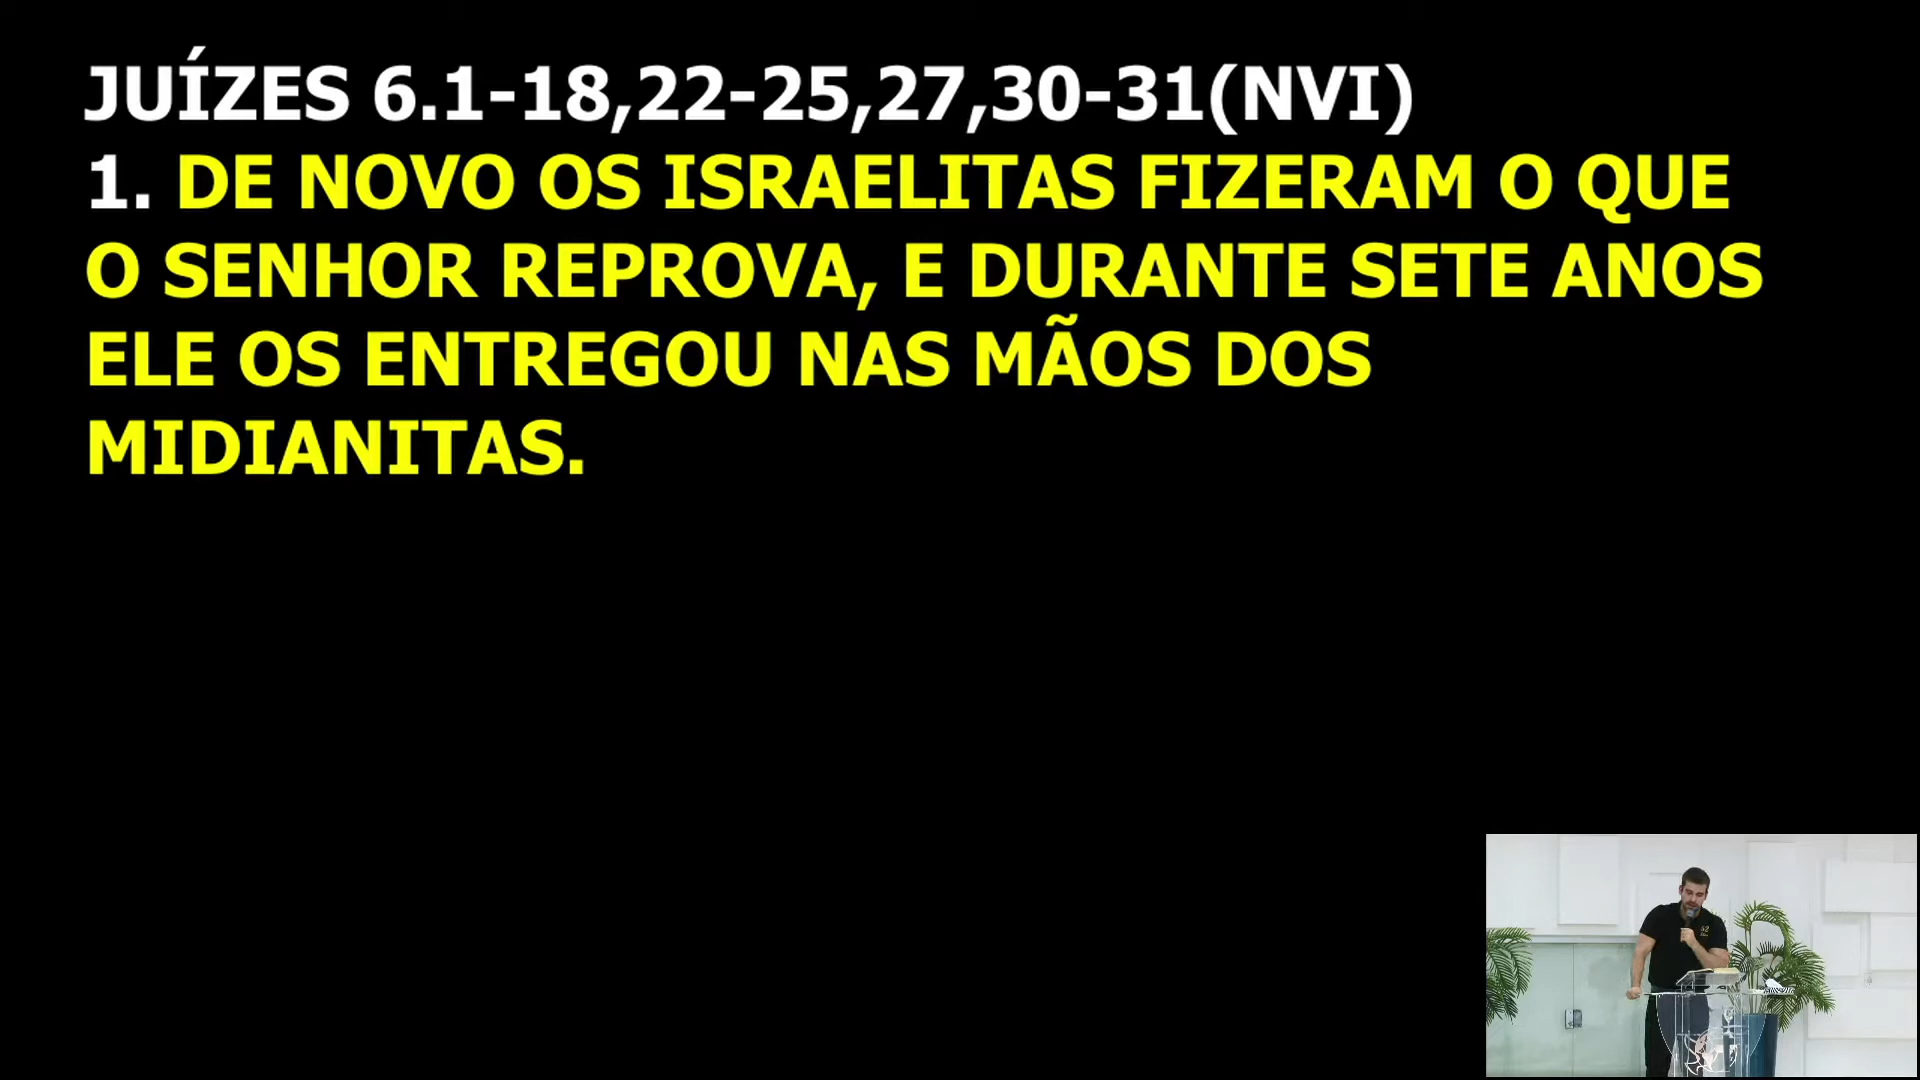 JUÍZES 6.1-18,22-25,27,30-31(NVI)
1. DE NOVO OS ISRAELITAS FIZERAM O QUE
O SENHOR REPROVA, E DURANTE SETE ANOS
ELE OS ENTREGOU NAS MÃOS DOS
MIDIANITAS.